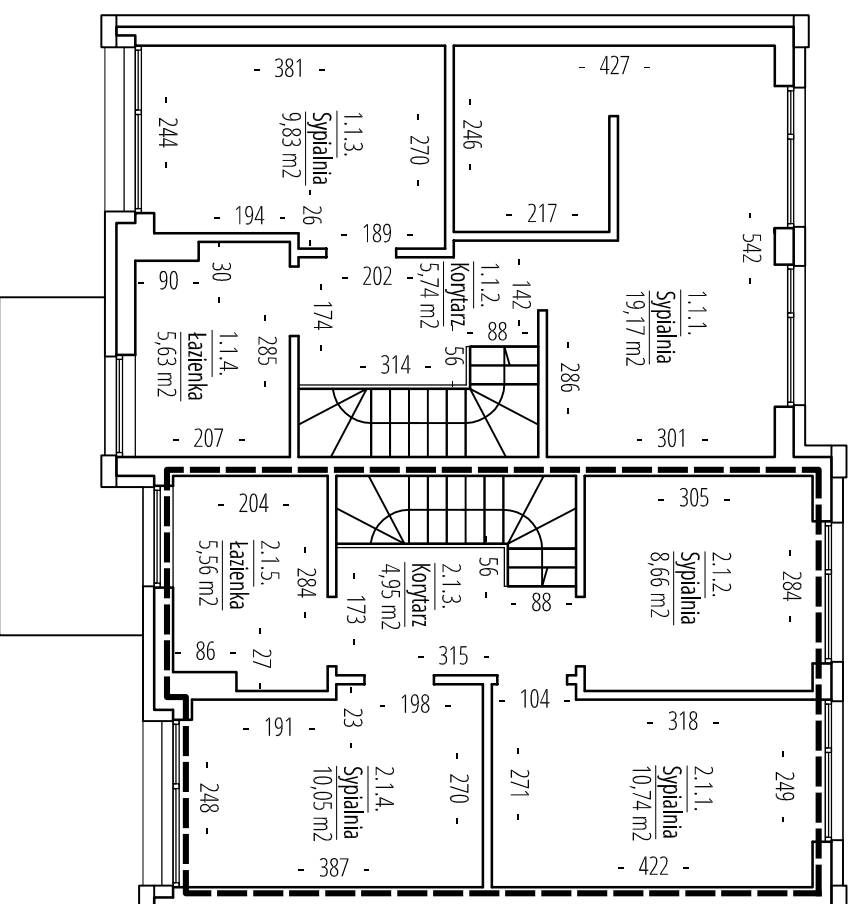 - 381 -
- 427 -
- 244 -
1.1.3.
Sypialnia
9,83 m2
- 270 -
- 246 -
- 194 -
- 26
- 189 -
- 217 -
- 542 -
- 90 -
- 30 -
- 202 -
1.1.2.
Korytarz
5,74 m2
- 142 -
1.1.1.
Sypialnia
19,17 m2
- 174 -
- 88 -
1.1.4.
Łazienka
5,63 m2
- 285 -
- 314 -
56 -
- 286 -
- 207 -
- 301 -
- 204 -
- 305 -
2.1.5.
Łazienka
5,56 m2
- 284 -
- 173 -
2.1.3.
Korytarz
4,95 m2
- 56
- 88 -
2.1.2.
Sypialnia
8,66 m2
- 284 -
- 86 -
- 27 -
- 315 -
- 191 -
- 23 -
- 198 -
- 104 -
- 318 -
- 248 -
2.1.4.
Sypialnia
10,05 m2
- 270 -
- 271 -
2.1.1.
Sypialnia
10,74 m2
- 249 -
- 387 -
- 422 -